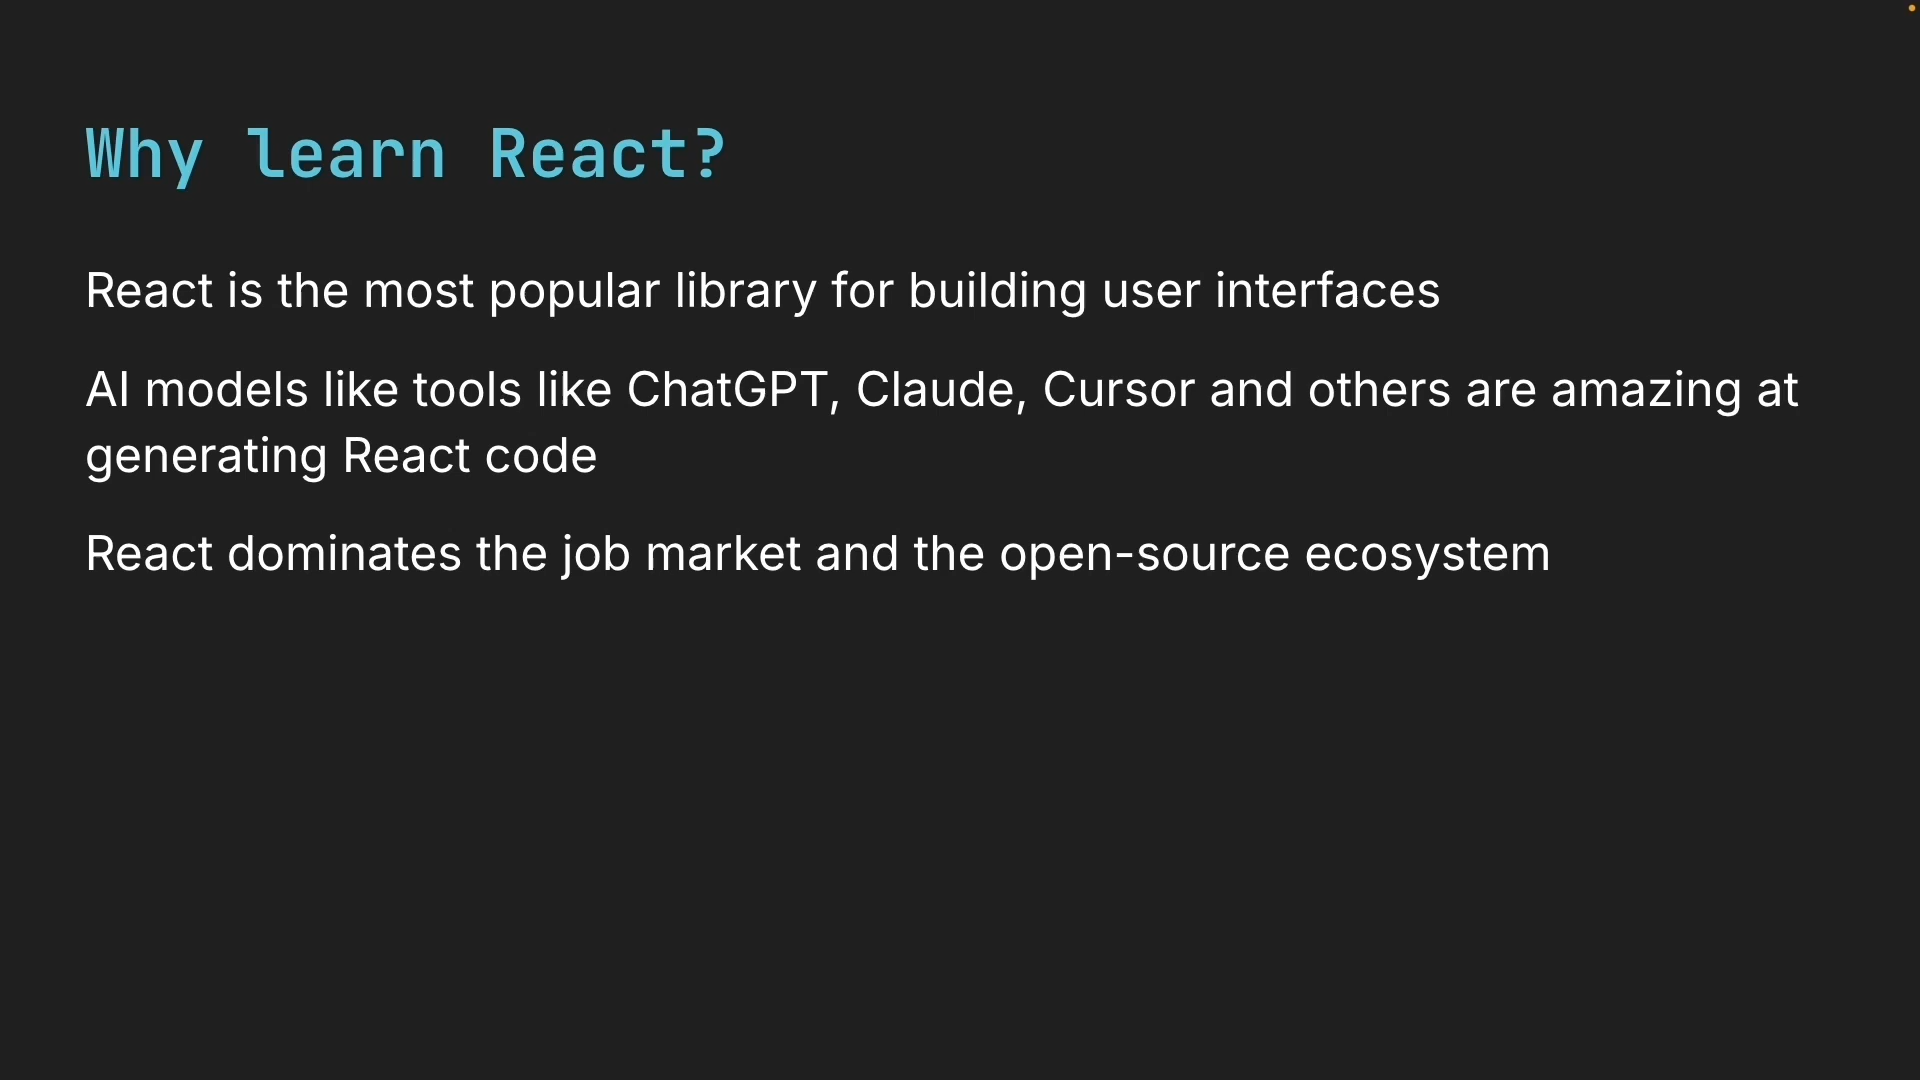 Why learn React?
React is the most popular library for building user interfaces
AI models like tools like ChatGPT, Claude, Cursor and others are amazing at
generating React code
React dominates the job market and the open-source ecosystem